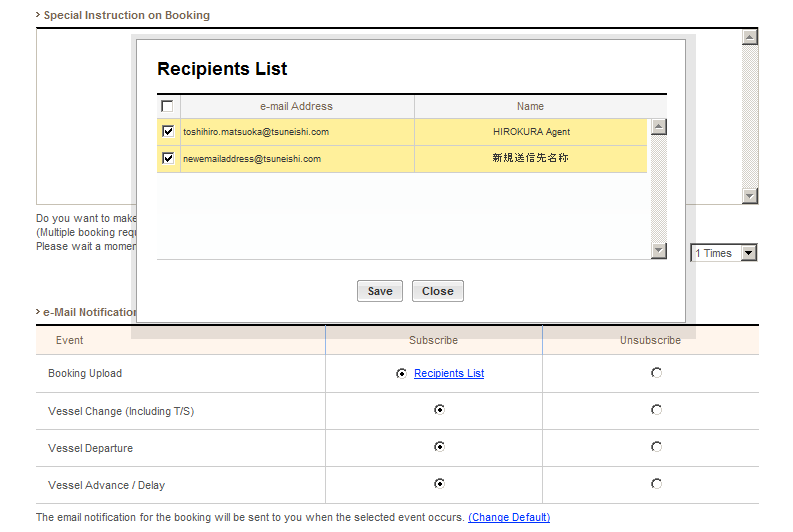 Special Instruction on Booking
Recipients List
e-mail Address Name
toshihiro.matsuoka@tsuneishi.com HIROKURA Agent
newemailaddress@tsuneishi.com 新規送信先名称
Save Close
Do you want to make
(Multiple booking requ
Please wait a momen
1 Times
e-Mail Notification
Event Subscribe Unsubscribe
Booking Upload Recipients List
Vessel Change (Including T/S)
Vessel Departure
Vessel Advance / Delay
The email notification for the booking will be sent to you when the selected event occurs. (Change Default)